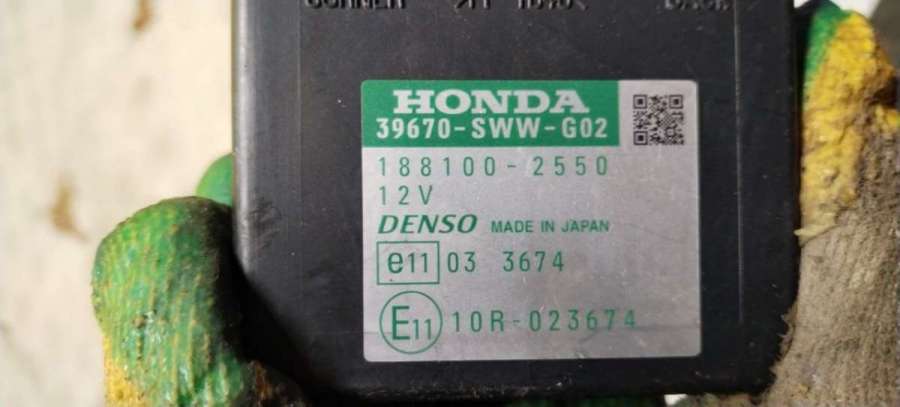 HONDA
39670-SWW-G02
188100-2550
12V
DENSO MADE IN JAPAN
e11 03 3674
E11 10R-023674